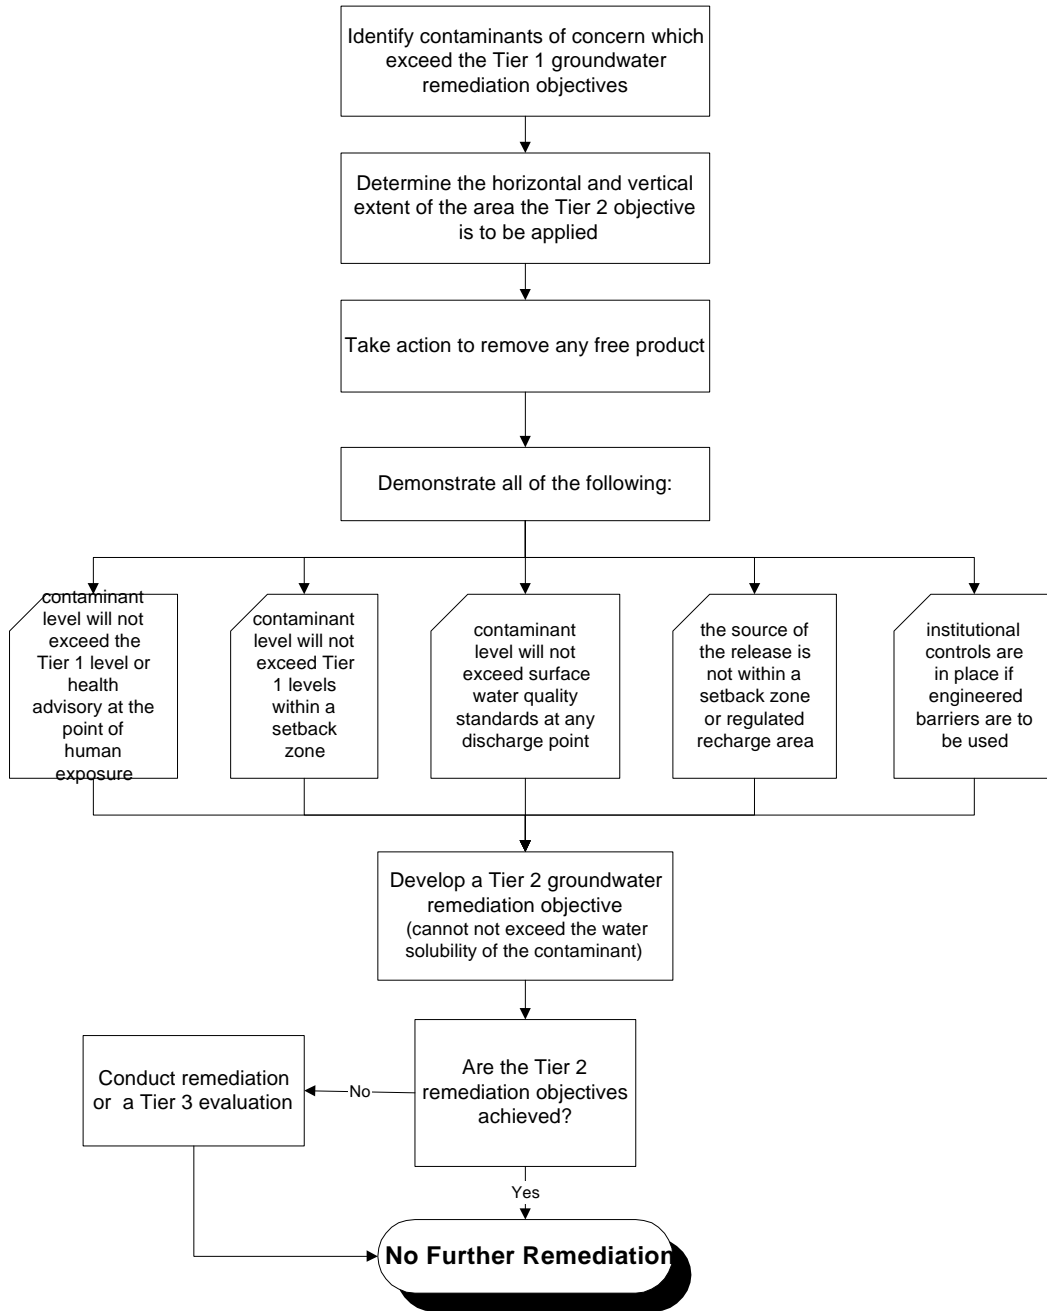 Identify contaminants of concern which
exceed the Tier 1 groundwater
remediation objectives
Determine the horizontal and vertical
extent of the area the Tier 2 objective
is to be applied
Take action to remove any free product
Demonstrate all of the following:
contaminant
level will not
exceed the
Tier 1 level or
health
advisory at the
point of
human
exposure
contaminant
level will not
exceed Tier
1 levels
within a
setback
zone
contaminant
level will not
exceed surface
water quality
standards at any
discharge point
the source of
the release is
not within a
setback zone
or regulated
recharge area
institutional
controls are
in place if
engineered
barriers are to
be used
Develop a Tier 2 groundwater
remediation objective
(cannot not exceed the water
solubility of the contaminant)
Are the Tier 2
remediation objectives
achieved?
No
Conduct remediation
or a Tier 3 evaluation
Yes
No Further Remediation